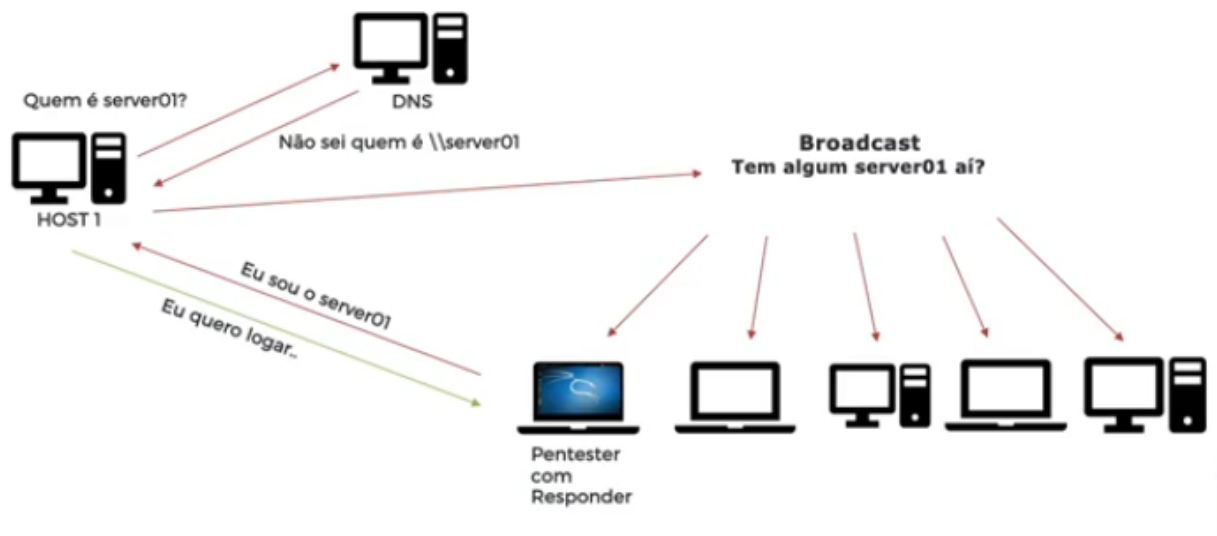 Quem é server01?
DNS
Não sei quem é \\server01
HOST 1
Broadcast
Tem algum server01 aí?
Eu sou o server01
Eu quero logar..
Pentester
com
Responder